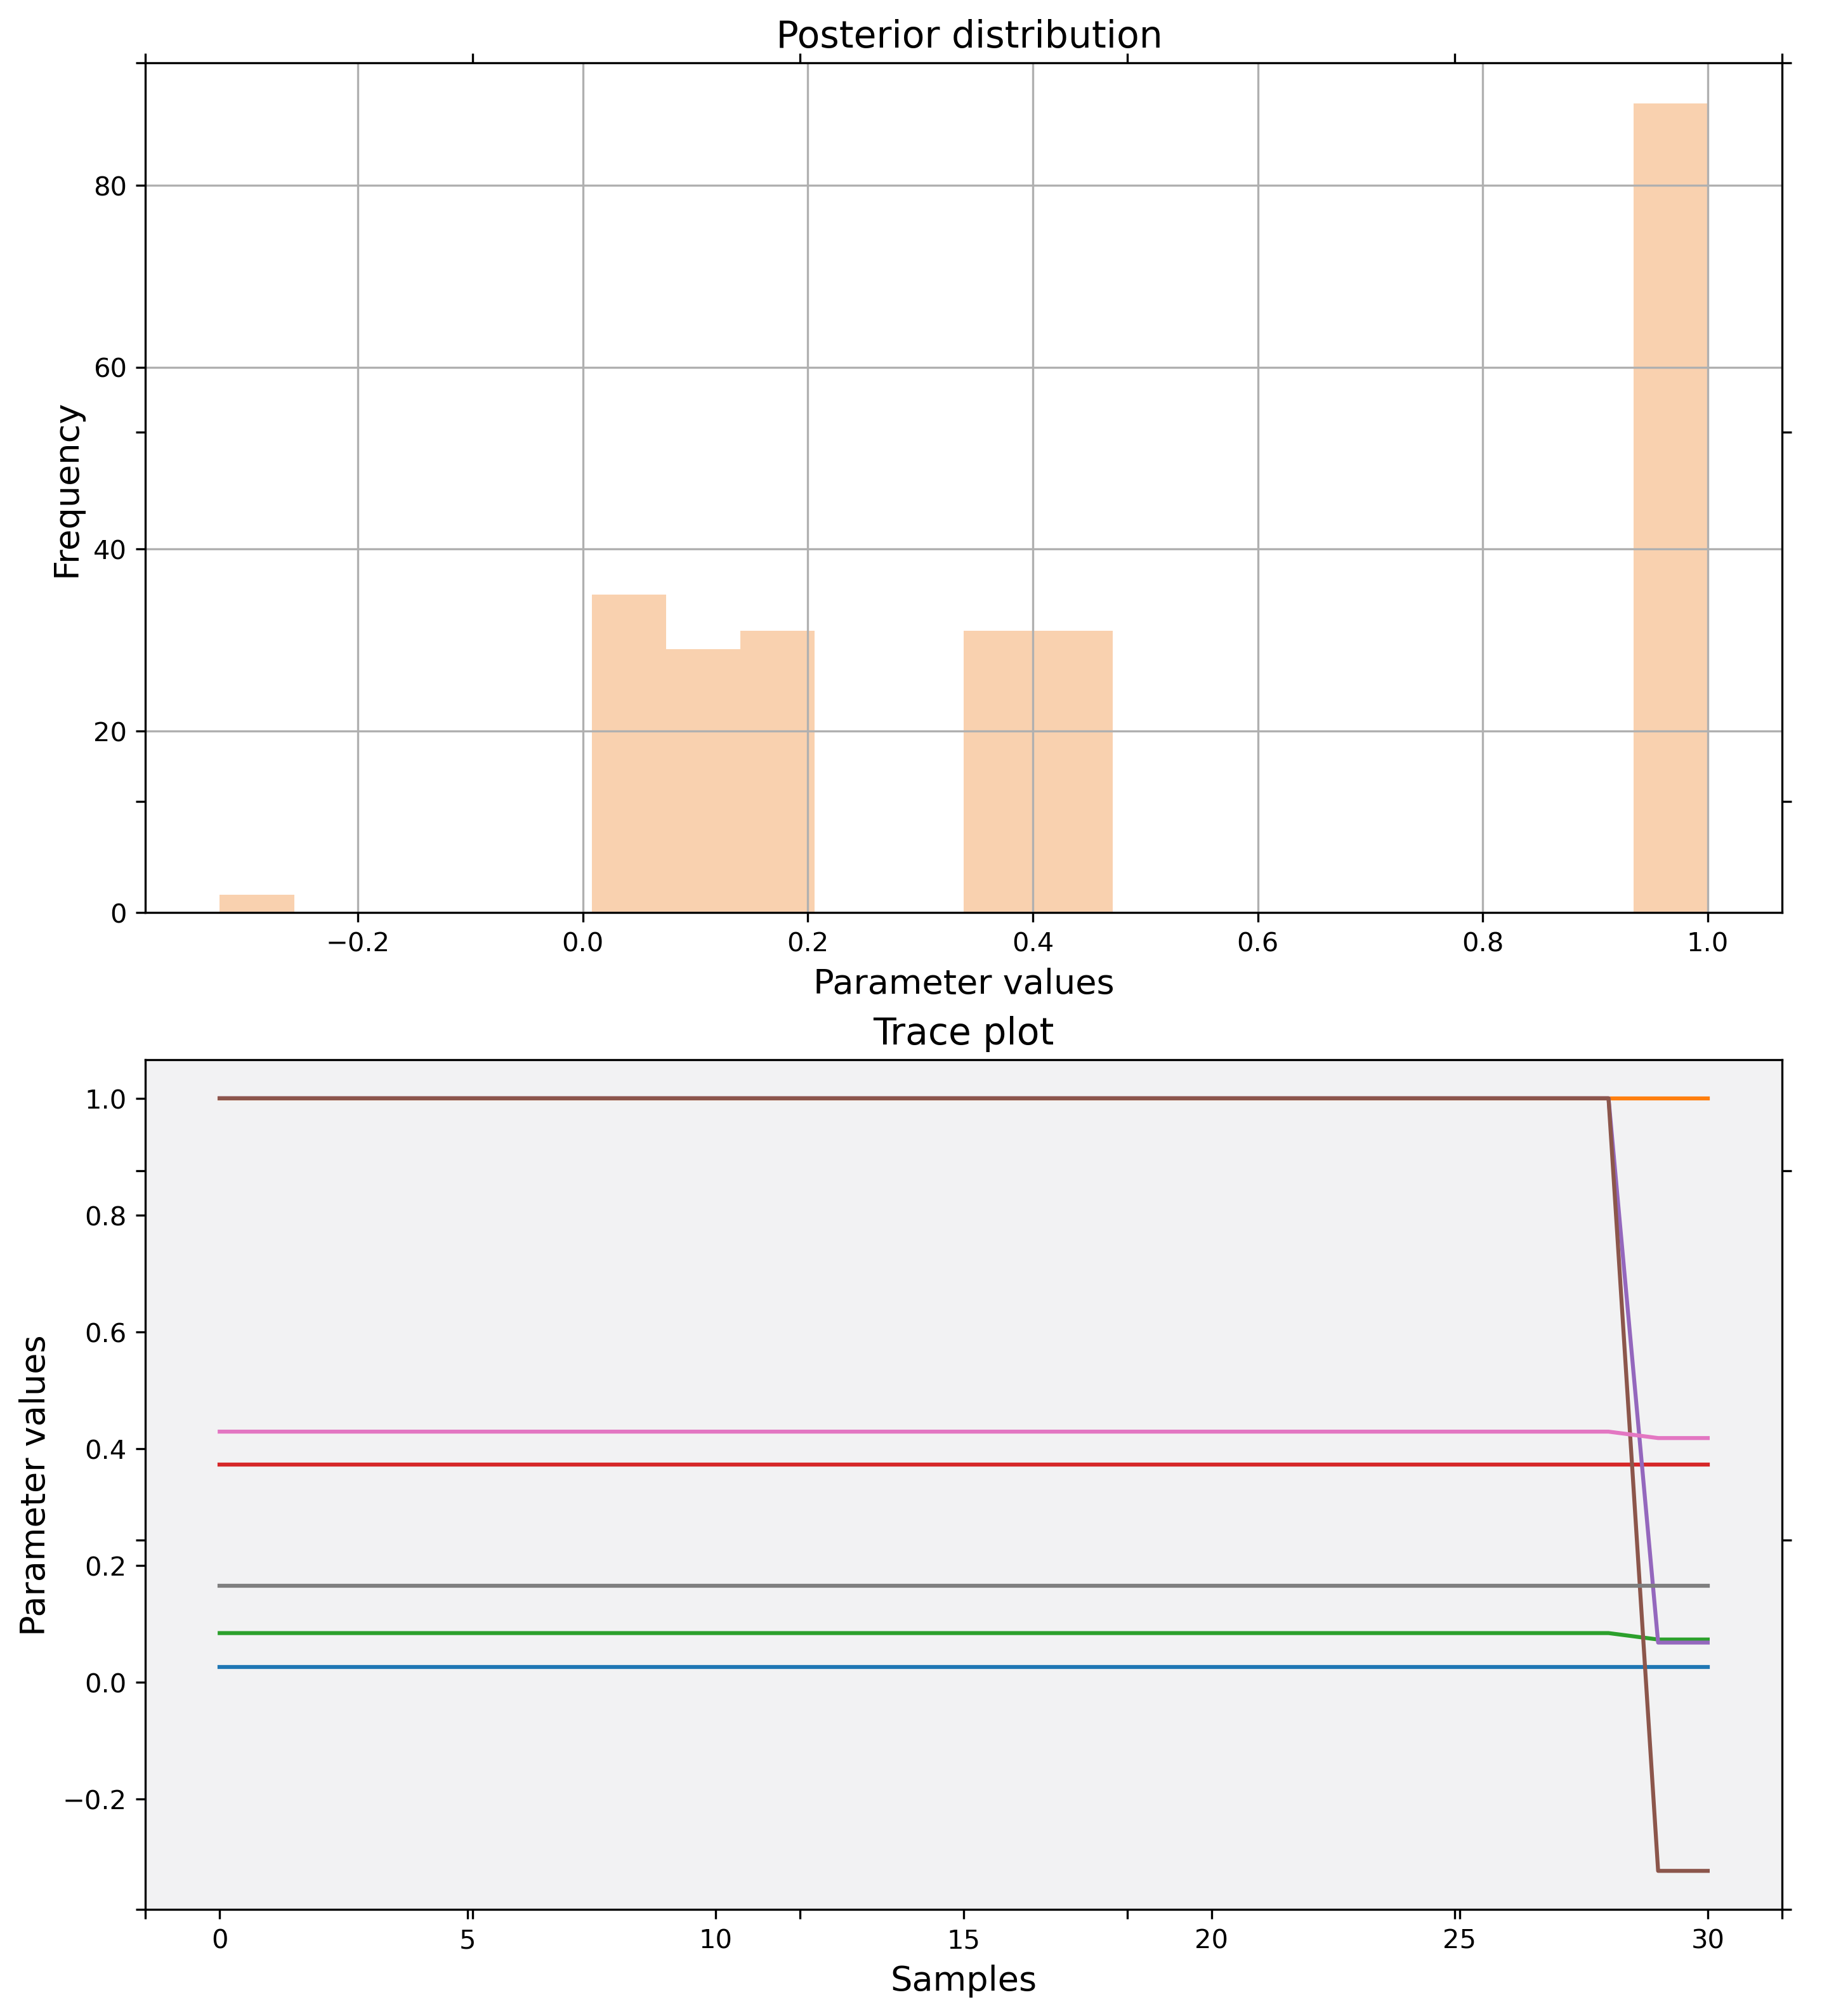 Posterior distribution
80
60
40
20
0
Frequency
−0.2 0.0 0.2 0.4 0.6 0.8 1.0
Parameter values
Trace plot
1.0
0.8
0.6
0.4
0.2
0.0
−0.2
Parameter values
0 5 10 15 20 25 30
Samples